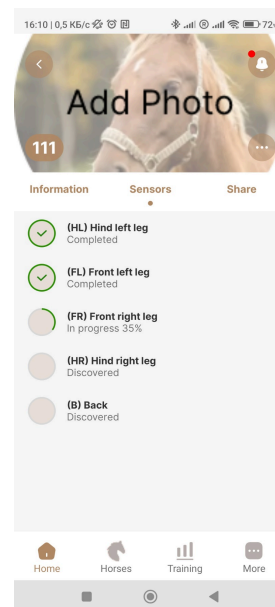 16:10 | 0,5 КБ/с
72
Add Photo
111
Information Sensors Share
(HL) Hind left leg
Completed
(FL) Front left leg
Completed
(FR) Front right leg
In progress 35%
(HR) Hind right leg
Discovered
(B) Back
Discovered
Home Horses Training More